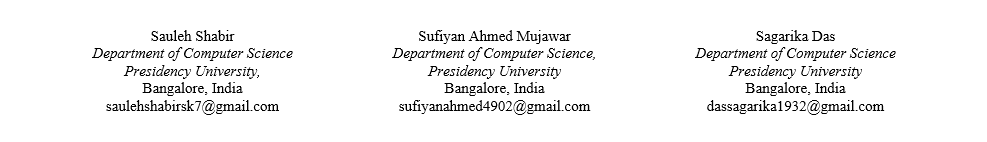 Sauleh Shabir
Department of Computer Science
Presidency University,
Bangalore, India
saulehshabirsk7@gmail.com
Sufiyan Ahmed Mujawar
Department of Computer Science,
Presidency University
Bangalore, India
sufiyanahmed4902@gmail.com
Sagarika Das
Department of Computer Science
Presidency University
Bangalore, India
dassagarika1932@gmail.com